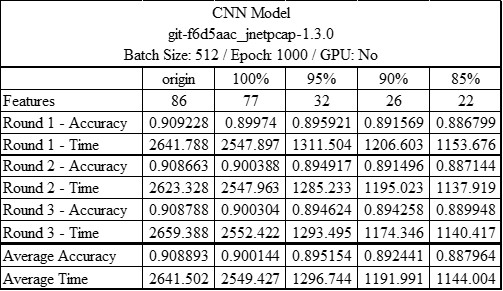 CNN Model
git-f6d5aac_jnetpcap-1.3.0
Batch Size: 512 / Epoch: 1000 / GPU: No
origin 100% 95% 90% 85%
Features 86 77 32 26 22
Round 1 - Accuracy 0.909228 0.89974 0.895921 0.891569 0.886799
Round 1 - Time 2641.788 2547.897 1311.504 1206.603 1153.676
Round 2 - Accuracy 0.908663 0.900388 0.894917 0.891496 0.887144
Round 2 - Time 2623.328 2547.963 1285.233 1195.023 1137.919
Round 3 - Accuracy 0.908788 0.900304 0.894624 0.894258 0.889948
Round 3 - Time 2659.388 2552.422 1293.495 1174.346 1140.417
Average Accuracy 0.908893 0.900144 0.895154 0.892441 0.887964
Average Time 2641.502 2549.427 1296.744 1191.991 1144.004